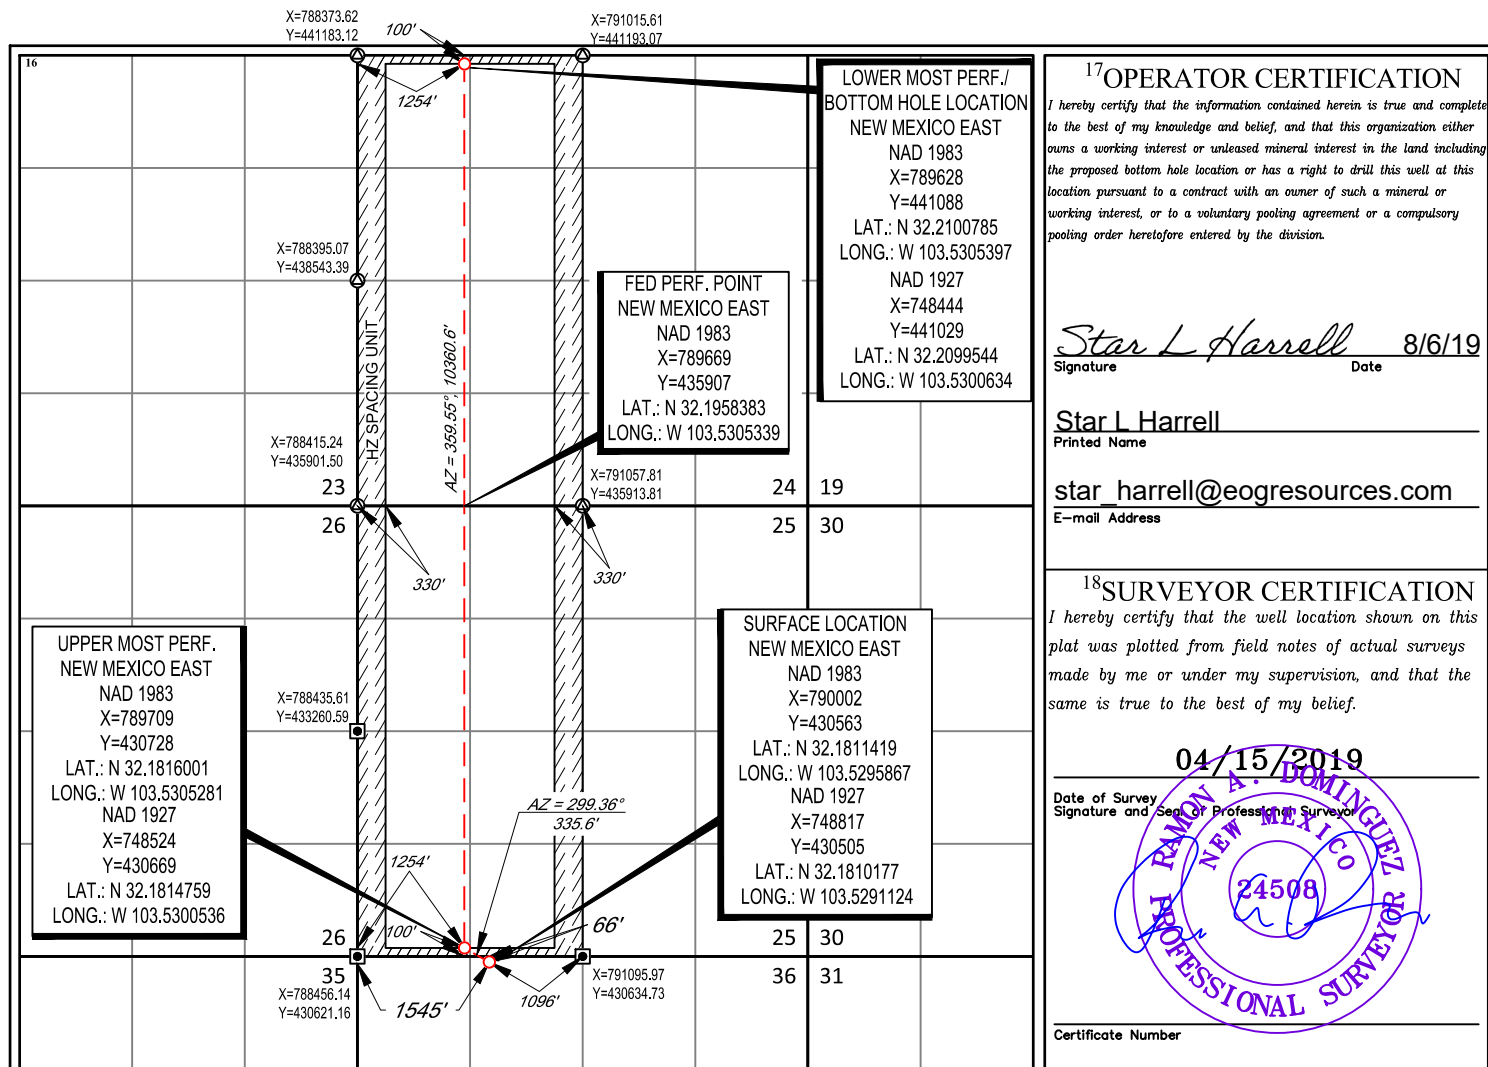 X=788373.62
Y=441183.12
100'
X=791015.61
Y=441193.07
16
1254'
LOWER MOST PERF./
BOTTOM HOLE LOCATION
NEW MEXICO EAST
NAD 1983
X=789628
Y=441088
LAT.: N 32.2100785
LONG.: W 103.5305397
NAD 1927
X=748444
Y=441029
LAT.: N 32.2099544
LONG.: W 103.5300634
X=788395.07
Y=438543.39
HZ SPACING UNIT
AZ = 359.55°, 10360.6'
FED PERF. POINT
NEW MEXICO EAST
NAD 1983
X=789669
Y=435907
LAT.: N 32.1958383
LONG.: W 103.5305339
X=788415.24
Y=435901.50
X=791057.81
Y=435913.81
23
24
19
26
25
30
330'
330'
UPPER MOST PERF.
NEW MEXICO EAST
NAD 1983
X=789709
Y=430728
LAT.: N 32.1816001
LONG.: W 103.5305281
NAD 1927
X=748524
Y=430669
LAT.: N 32.1814759
LONG.: W 103.5300536
X=788435.61
Y=433260.59
SURFACE LOCATION
NEW MEXICO EAST
NAD 1983
X=790002
Y=430563
LAT.: N 32.1811419
LONG.: W 103.5295867
NAD 1927
X=748817
Y=430505
LAT.: N 32.1810177
LONG.: W 103.5291124
AZ = 299.36°
335.6'
1254'
100'
66'
26
25
30
35
36
31
X=788456.14
Y=430621.16
1545'
1096'
X=791095.97
Y=430634.73
17 OPERATOR CERTIFICATION
I hereby certify that the information contained herein is true and complete
to the best of my knowledge and belief, and that this organization either
owns a working interest or unleased mineral interest in the land including
the proposed bottom hole location or has a right to drill this well at this
location pursuant to a contract with an owner of such a mineral or
working interest, or to a voluntary pooling agreement or a compulsory
pooling order heretofore entered by the division.
Star L Harrell 8/6/19
Signature Date
Star L Harrell
Printed Name
star_harrell@eogresources.com
E-mail Address
18 SURVEYOR CERTIFICATION
I hereby certify that the well location shown on this
plat was plotted from field notes of actual surveys
made by me or under my supervision, and that the
same is true to the best of my belief.
04/15/2019
Date of Survey
Signature and Seal of Professional Surveyor
RAMON A. DOMINGUEZ
NEW MEXICO
24508
PROFESSIONAL SURVEYOR
Certificate Number